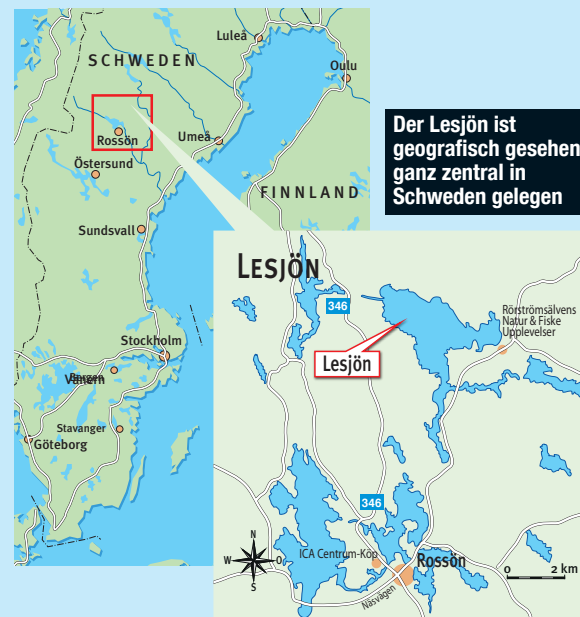 Luleå
SCHWEDEN
Oulu
Rossön
Umeå
Östersund
FINNLAND
Sundsvall
Stockholm
Vänern
Stavanger
Göteborg
Der Lesjön ist
geografisch gesehen
ganz zentral in
Schweden gelegen
LESJÖN
346
Rörströmsälvens
Natur & Fiske
Upplevelser
Lesjön
346
N
W
O
S
ICA Centrum-Köp
Rossön
Näsvägen
0 2 km